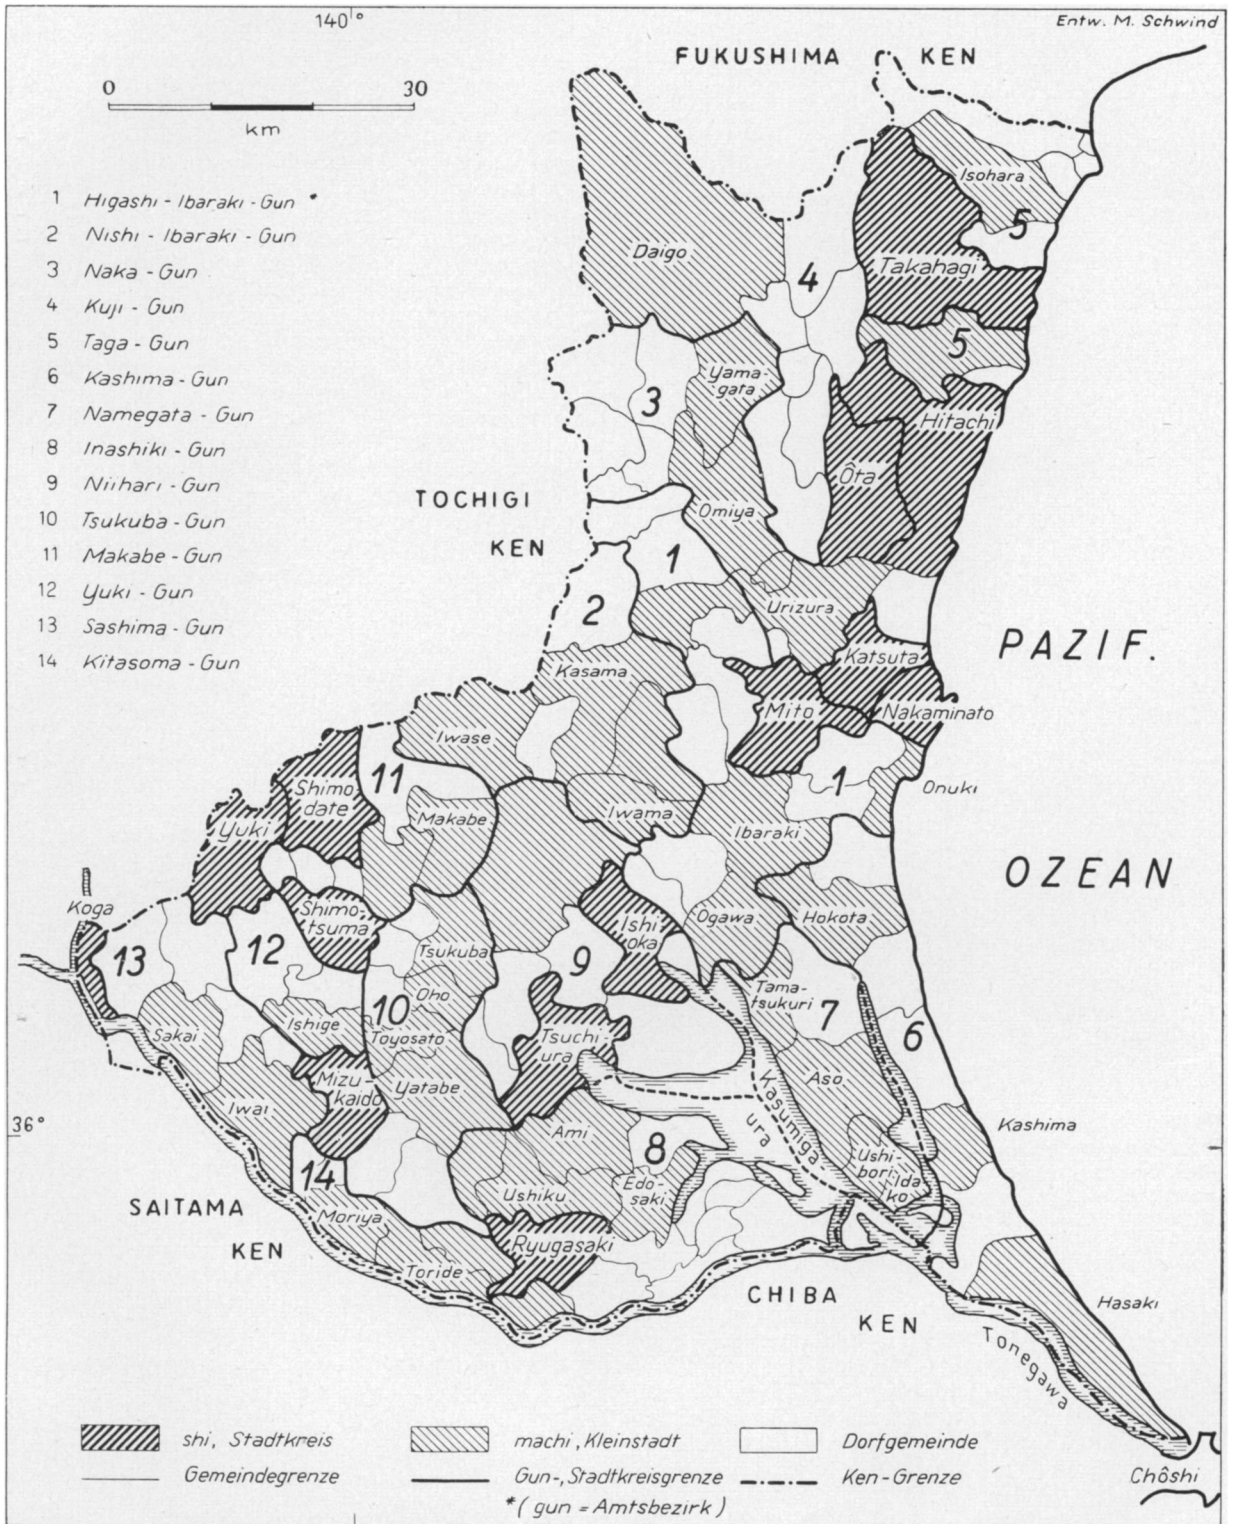 140°
Entw. M. Schwind
FUKUSHIMA KEN
0 30
km
1 Higashi - Ibaraki - Gun *
2 Nishi - Ibaraki - Gun
3 Naka - Gun
4 Kuji - Gun
5 Taga - Gun
6 Kashima - Gun
7 Namegata - Gun
8 Inashiki - Gun
9 Niihari - Gun
10 Tsukuba - Gun
11 Makabe - Gun
12 Yuki - Gun
13 Sashima - Gun
14 Kitasoma - Gun
Isohara
5
Daigo
Takahagi
4
5
Yama-
gata
3
Hitachi
Ôta
TOCHIGI
KEN
Omiya
1
2
Urizura
PAZIF.
Katsuta
Kasama
Mito
Nakaminato
Iwase
11
Shimo
date
1
Onuki
Makabe
Iwama
Yuki
Ibaraki
OZEAN
Koga
Shimo-
tsuma
Ishi
oka
Ogawa
Hokota
13
12
Tsukuba
9
Oho
Tama-
tsukuri
10
7
Sakai
Ishige
Toyosato
Tsuchi-
ura
6
Mizu-
kaido
Yatabe
Aso
Iwai
Kasumiga
ura
36°
Ami
Kashima
8
Ushi-
bori
Ida
ko
14
Ushiku
Edo-
saki
SAITAMA
KEN
Moriya
Ryugasaki
Toride
CHIBA
KEN
Hasaki
Tonegawa
shi, Stadtkreis
machi, Kleinstadt
Dorfgemeinde
Gemeindegrenze
Gun-, Stadtkreisgrenze
Ken-Grenze
Chôshi
*( gun = Amtsbezirk )